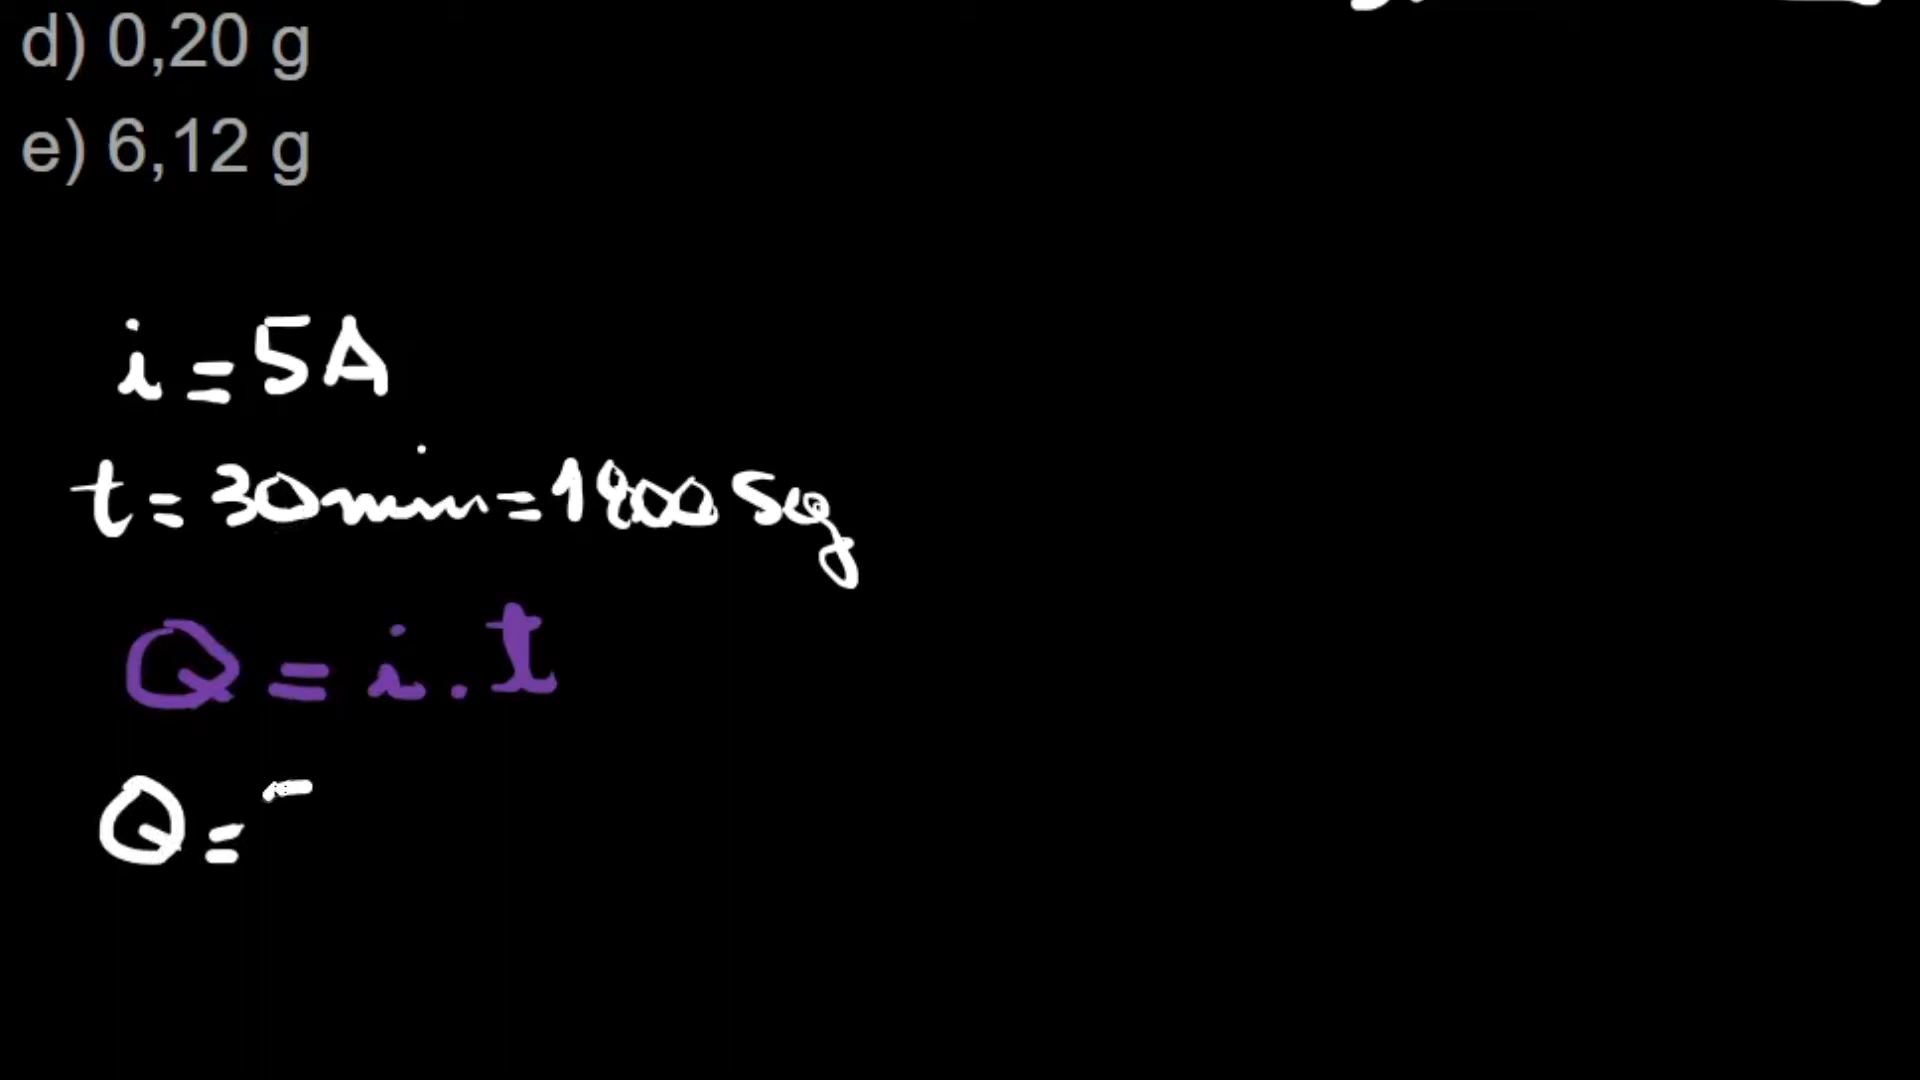 d) 0,20 g
e) 6,12 g
i = 5A
t = 30min = 1800 Seg
Q = i . t
Q =